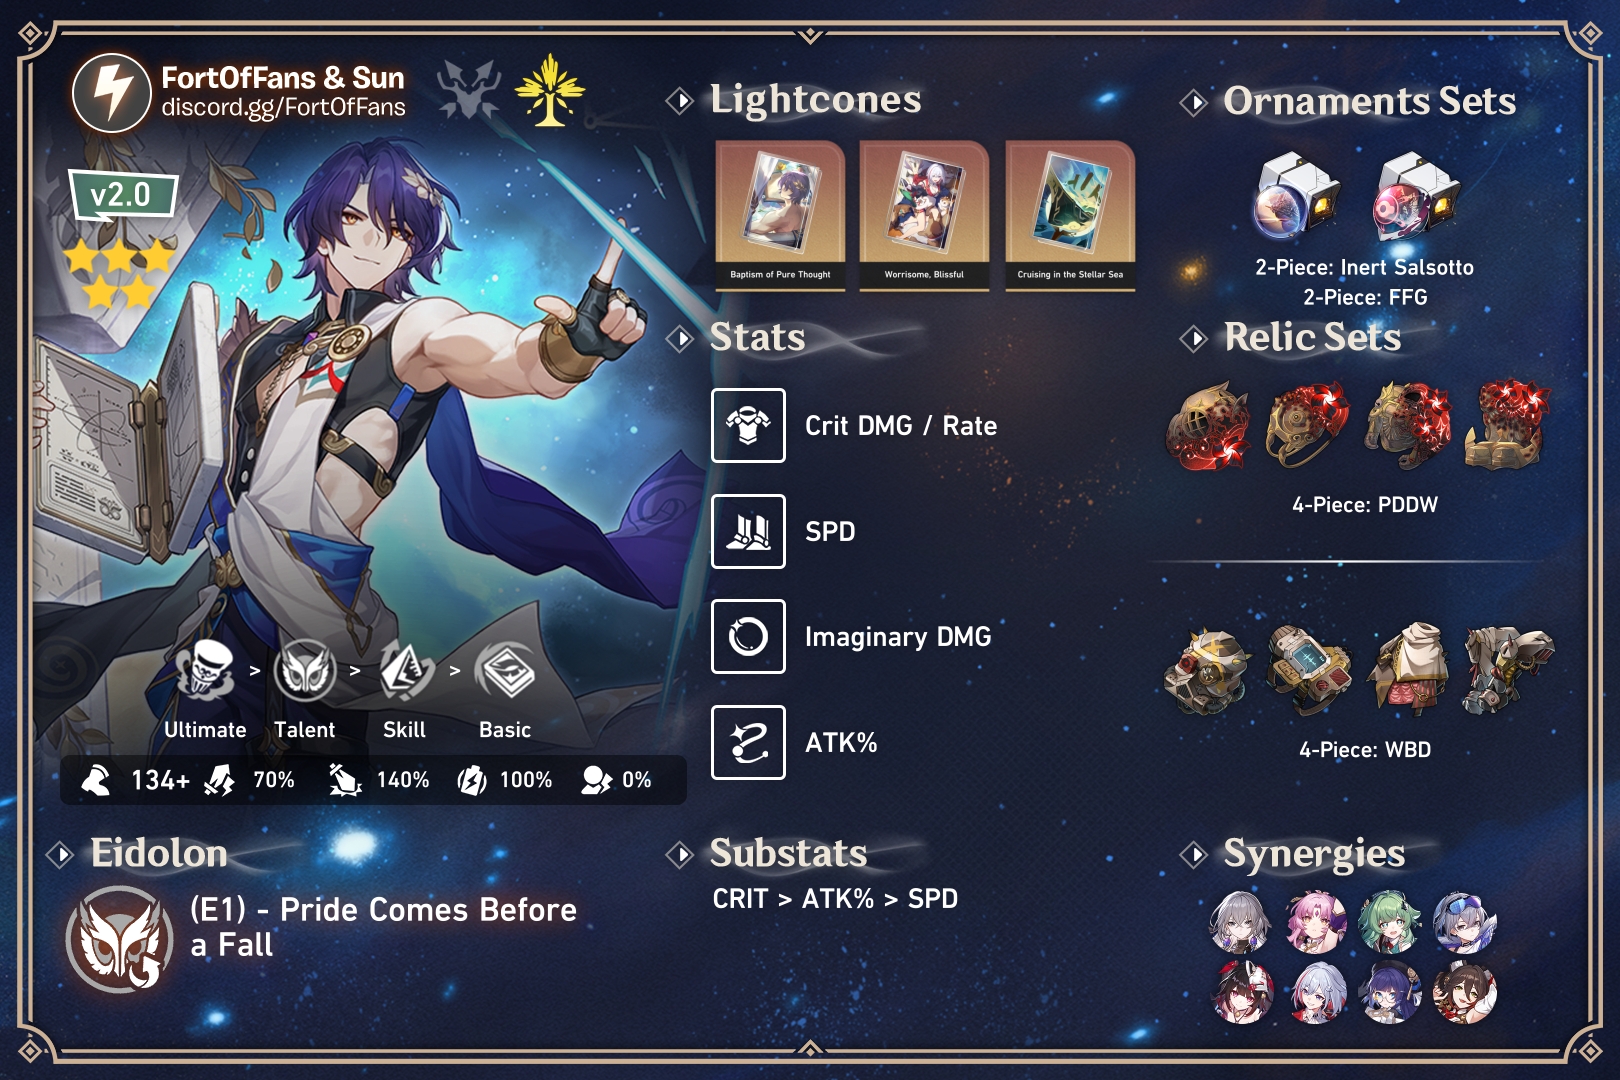 FortOfFans & Sun
discord.gg/FortOfFans
v2.0
Ultimate > Talent > Skill > Basic
134+ 70% 140% 100% 0%
Eidolon
(E1) - Pride Comes Before
a Fall
Lightcones
Baptism of Pure Thought
Worrisome, Blissful
Cruising in the Stellar Sea
Stats
Crit DMG / Rate
SPD
Imaginary DMG
ATK%
Substats
CRIT > ATK% > SPD
Ornaments Sets
2-Piece: Inert Salsotto
2-Piece: FFG
Relic Sets
4-Piece: PDDW
4-Piece: WBD
Synergies